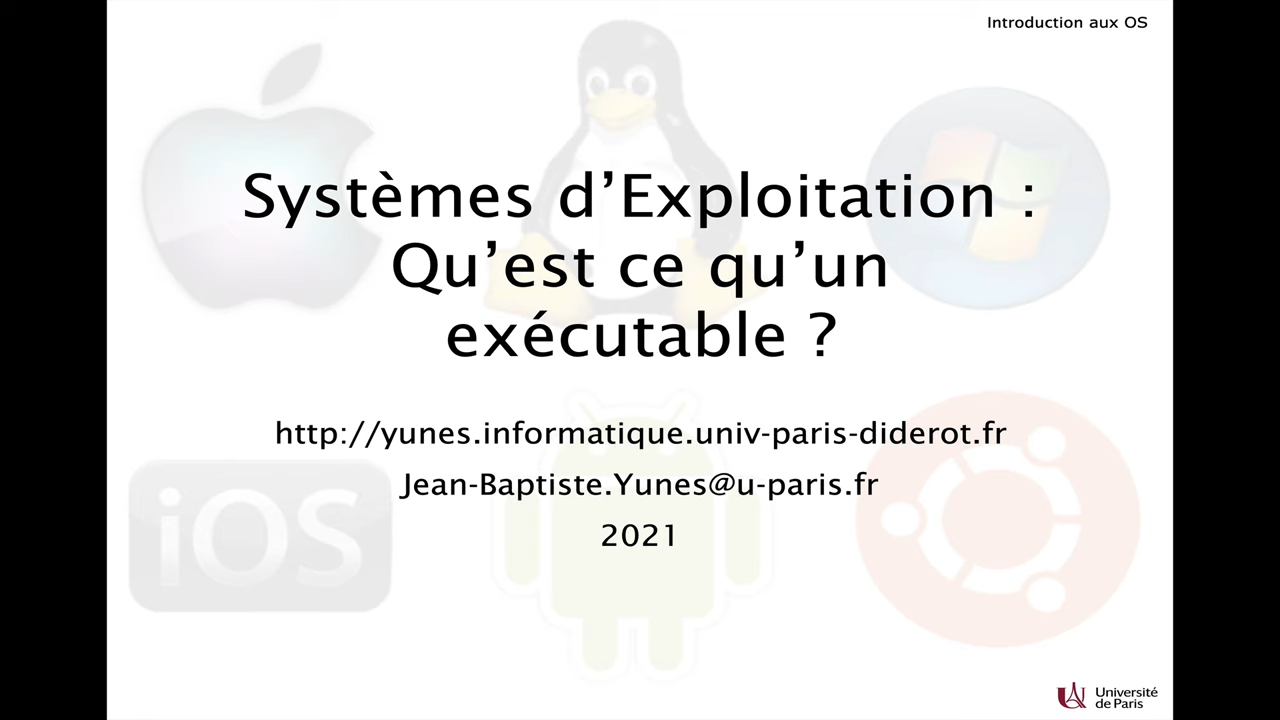 Introduction aux OS
Systèmes d’Exploitation :
Qu’est ce qu’un
exécutable ?
http://yunes.informatique.univ-paris-diderot.fr
Jean-Baptiste.Yunes@u-paris.fr
2021
iOS
Université
de Paris